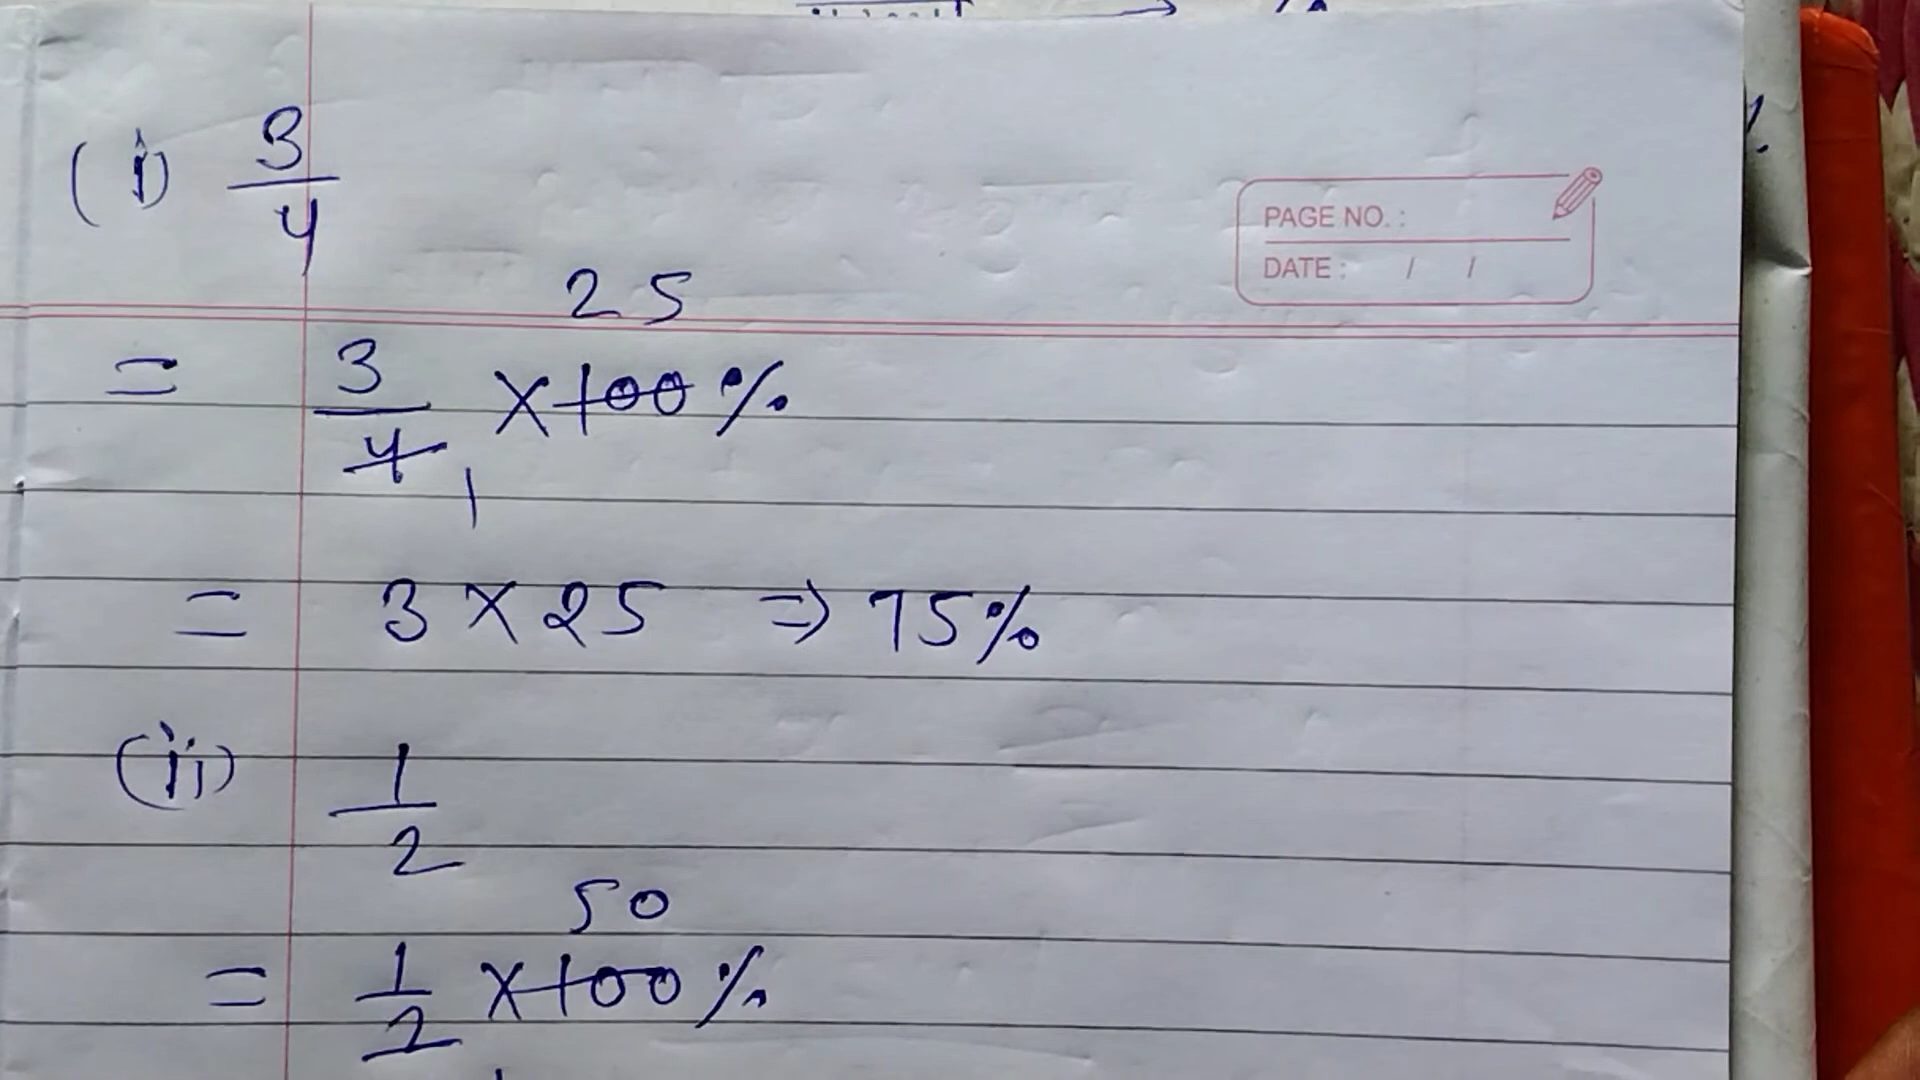 (i) 3/4
PAGE NO. :
DATE : / /
25
= 3/4 × 100 %
1
= 3 × 25 ⇒ 75%
(ii) 1/2
50
= 1/2 × 100 %